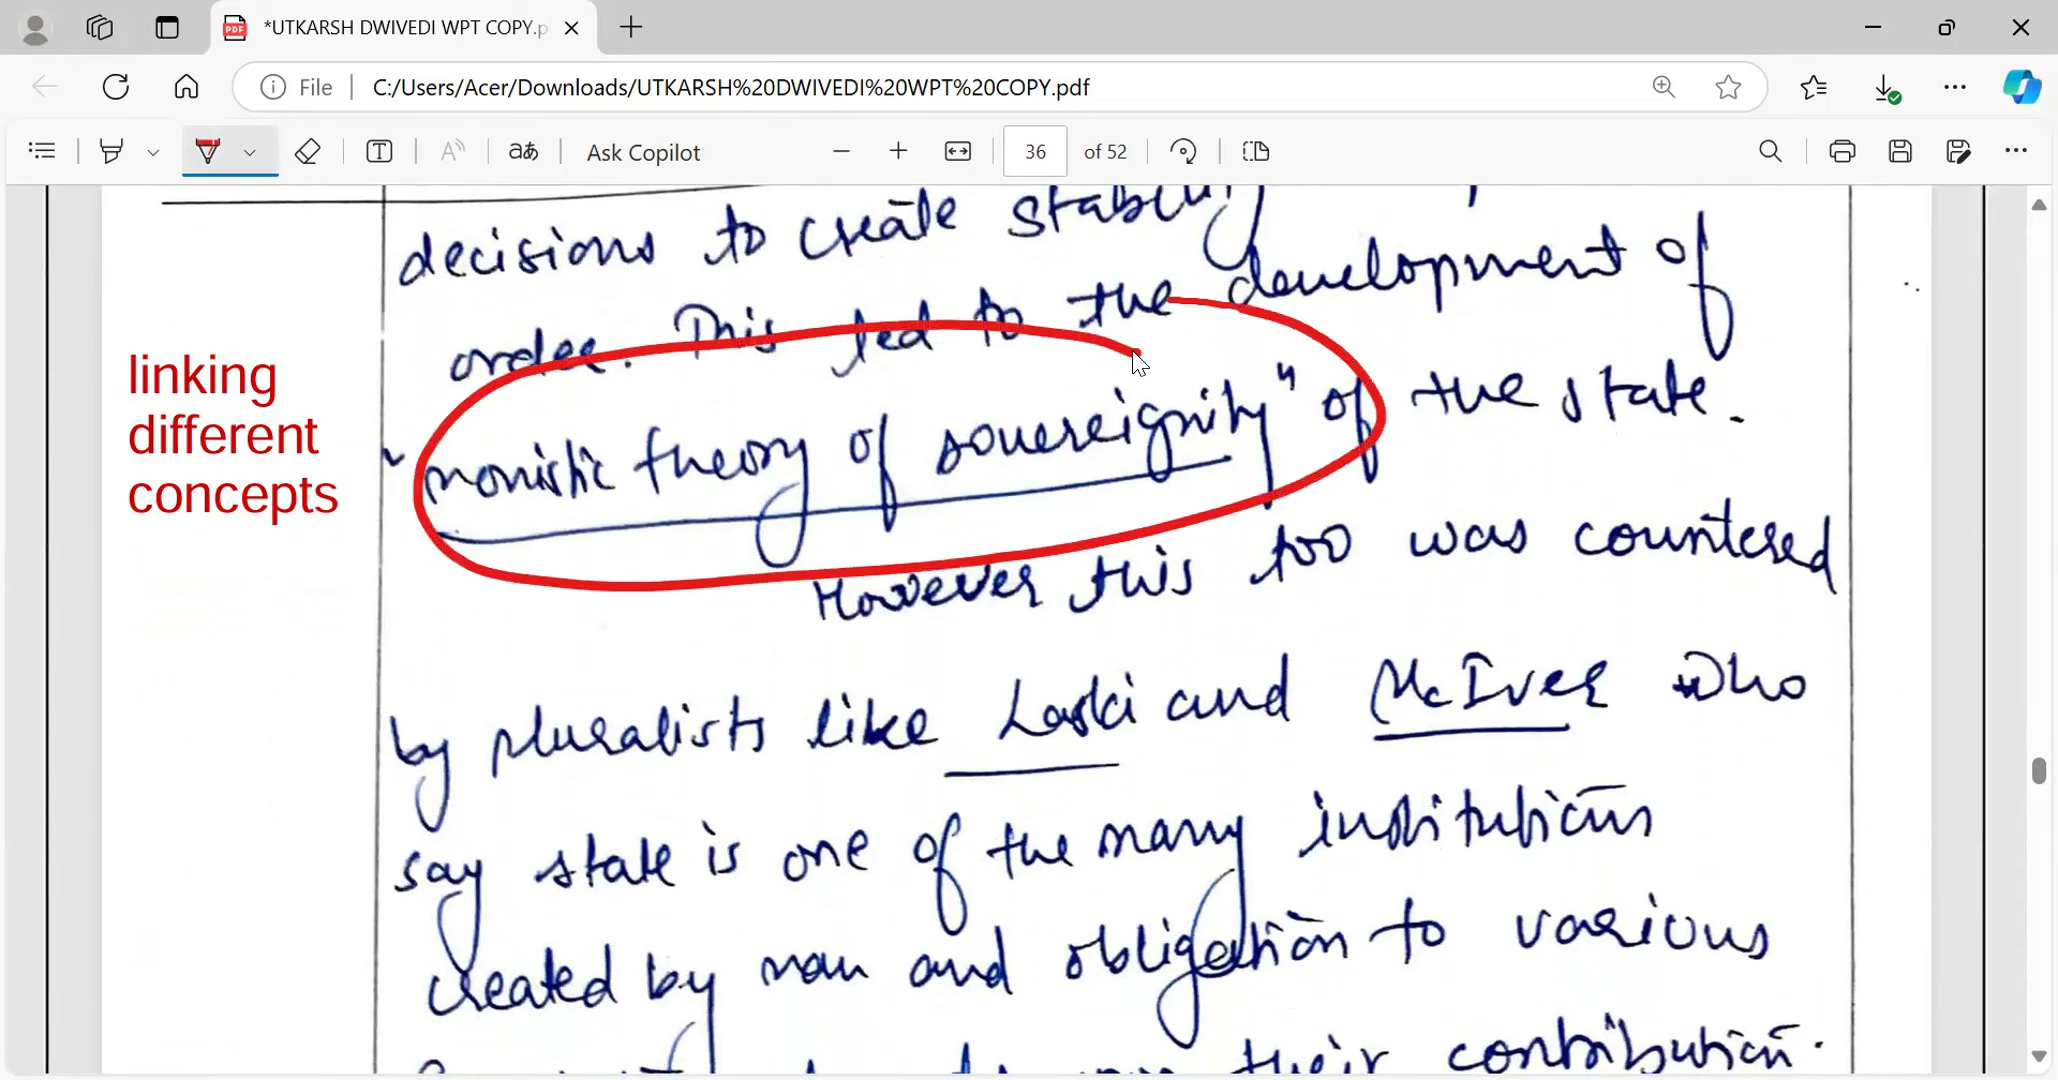 *UTKARSH DWIVEDI WPT COPY.p
File
C:/Users/Acer/Downloads/UTKARSH%20DWIVEDI%20WPT%20COPY.pdf
Ask Copilot
36 of 52
decisions to create
order. This led to the development of
"monistic theory of sovereignity" of the state.
However this too was countered
by pluralists like Laski and McIver who
say state is one of the many institutions
created by man and obligation to various
their contribution.
linking
different
concepts